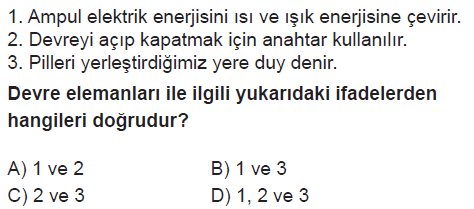 1. Ampul elektrik enerjisini ısı ve ışık enerjisine çevirir.
2. Devreyi açıp kapatmak için anahtar kullanılır.
3. Pilleri yerleştirdiğimiz yere duy denir.
Devre elemanları ile ilgili yukarıdaki ifadelerden
hangileri doğrudur?
A) 1 ve 2 B) 1 ve 3
C) 2 ve 3 D) 1, 2 ve 3